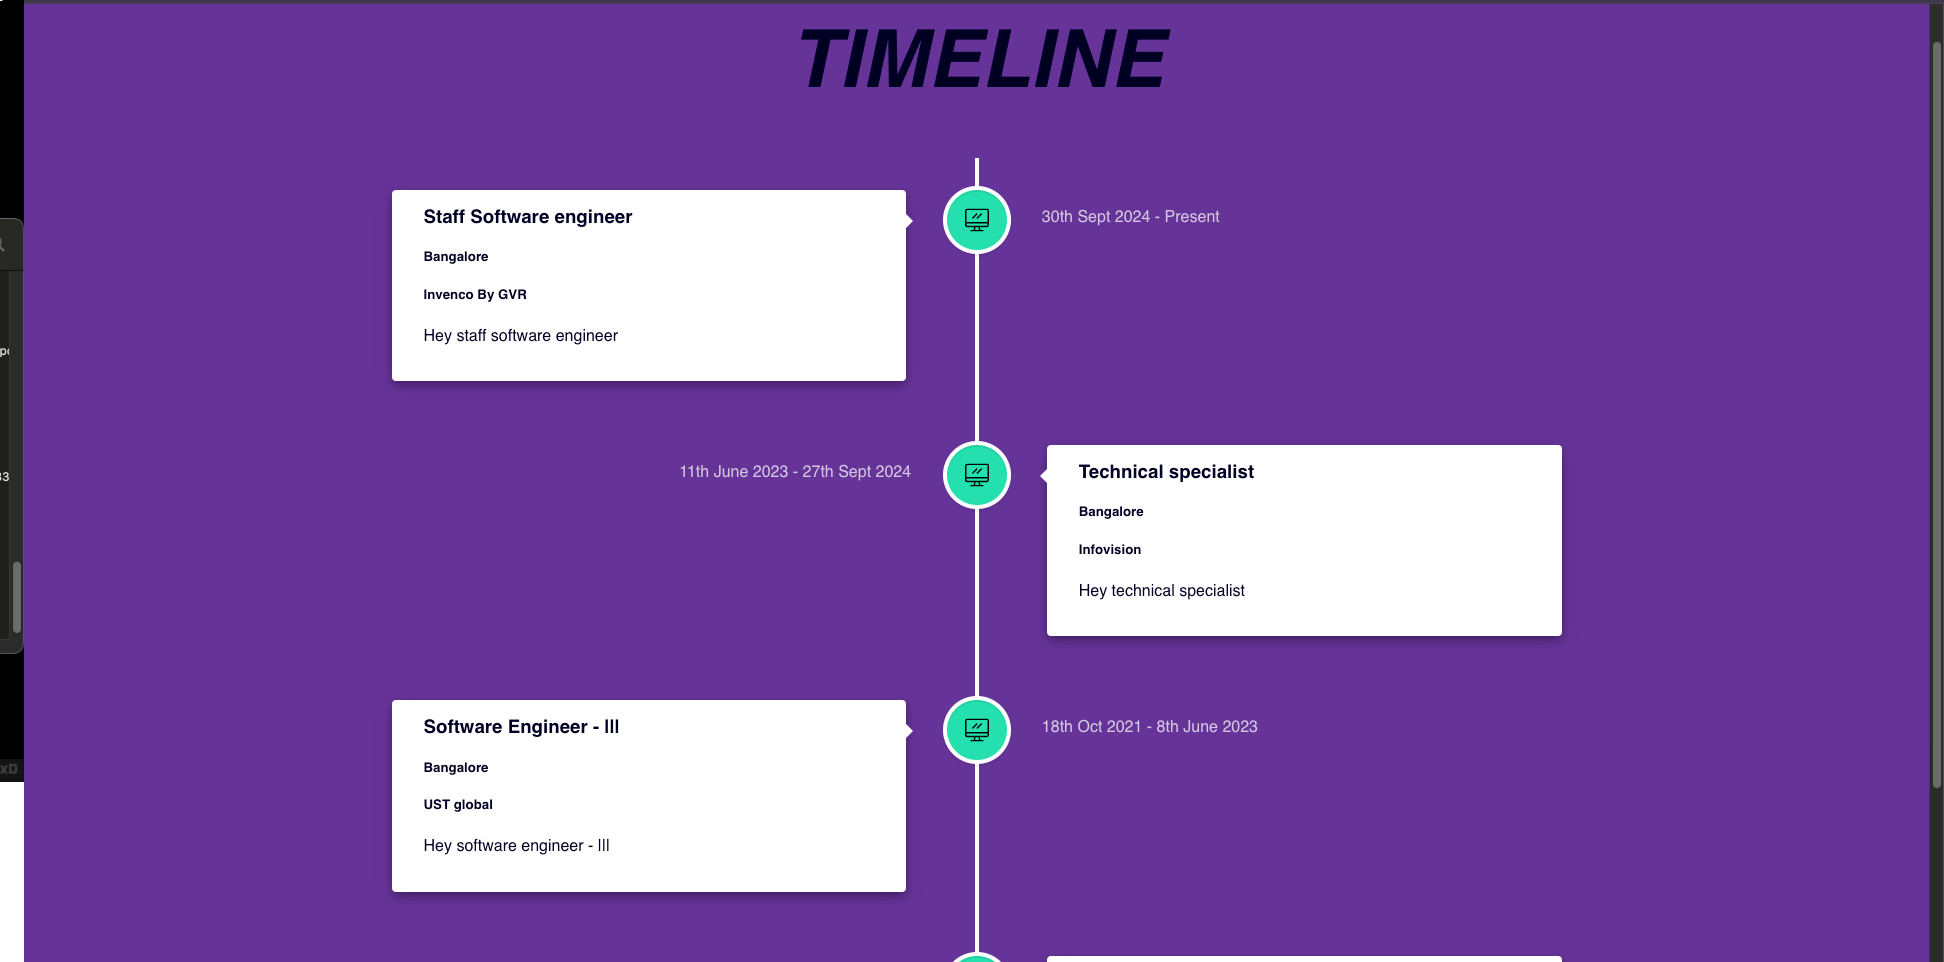 TIMELINE
Staff Software engineer
30th Sept 2024 - Present
Bangalore
Invenco By GVR
Hey staff software engineer
11th June 2023 - 27th Sept 2024
Technical specialist
Bangalore
Infovision
Hey technical specialist
Software Engineer - III
18th Oct 2021 - 8th June 2023
Bangalore
UST global
Hey software engineer - III